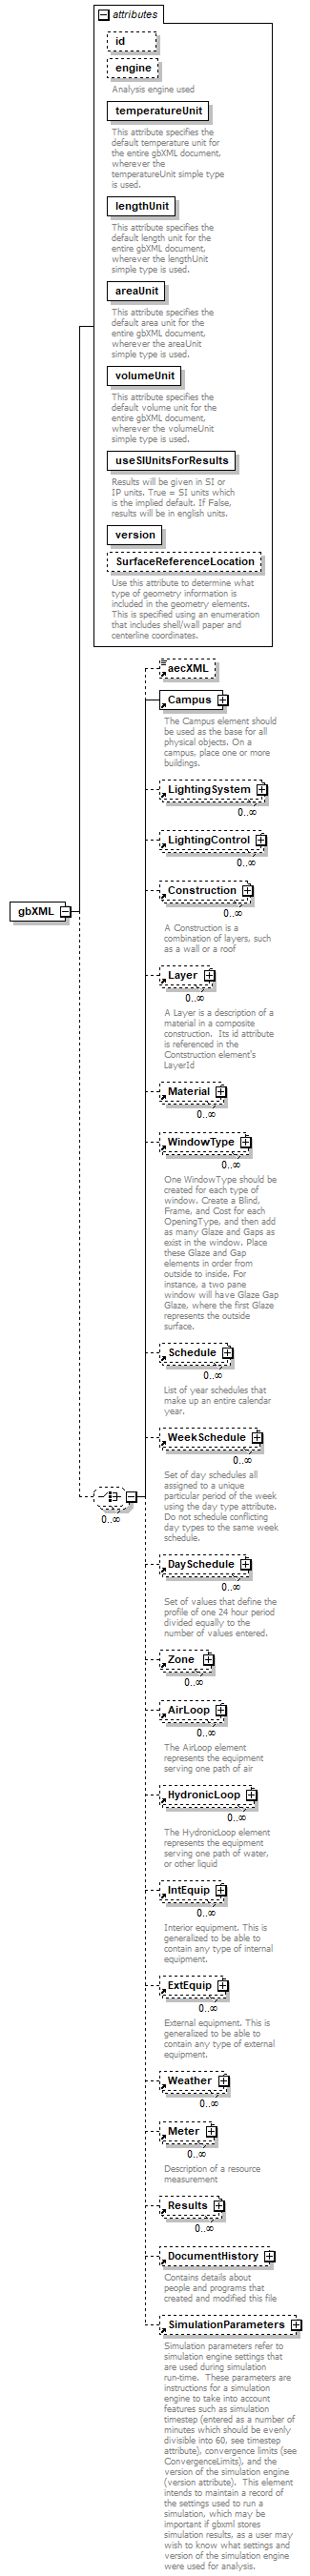 attributes
id
engine
Analysis engine used
temperatureUnit
This attribute specifies the
default temperature unit for
the entire gbXML document,
wherever the
temperatureUnit simple type
is used.
lengthUnit
This attribute specifies the
default length unit for the
entire gbXML document,
wherever the lengthUnit
simple type is used.
areaUnit
This attribute specifies the
default area unit for the
entire gbXML document,
wherever the areaUnit
simple type is used.
volumeUnit
This attribute specifies the
default volume unit for the
entire gbXML document,
wherever the volumeUnit
simple type is used.
useSIUnitsForResults
Results will be given in SI or
IP units. True = SI units which
is the implied default. If False,
results will be in english units.
version
SurfaceReferenceLocation
Use this attribute to determine what
type of geometry information is
included in the geometry elements.
This is specified using an enumeration
that includes shell/wall paper and
centerline coordinates.
aecXML
Campus
The Campus element should
be used as the base for all
physical objects. On a
campus, place one or more
buildings.
LightingSystem
0..∞
LightingControl
0..∞
Construction
0..∞
gbXML
A Construction is a
combination of layers, such
as a wall or a roof
Layer
0..∞
A Layer is a description of a
material in a composite
construction. Its id attribute
is referenced in the
Contstruction element's
LayerId
Material
0..∞
WindowType
0..∞
One WindowType should be
created for each type of
window. Create a Blind,
Frame, and Cost for each
OpeningType, and then add
as many Glaze and Gaps as
exist in the window. Place
these Glaze and Gap
elements in order from
outside to inside. For
instance, a two pane
window will have Glaze Gap
Glaze, where the first Glaze
represents the outside
surface.
Schedule
0..∞
List of year schedules that
make up an entire calendar
year.
WeekSchedule
0..∞
Set of day schedules all
assigned to a unique
particular period of the week
using the day type attribute.
Do not schedule conflicting
day types to the same week
schedule.
0..∞
DaySchedule
0..∞
Set of values that define the
profile of one 24 hour period
divided equally to the
number of values entered.
Zone
0..∞
AirLoop
0..∞
The AirLoop element
represents the equipment
serving one path of air
HydronicLoop
0..∞
The HydronicLoop element
represents the equipment
serving one path of water,
or other liquid
IntEquip
0..∞
Interior equipment. This is
generalized to be able to
contain any type of internal
equipment.
ExtEquip
0..∞
External equipment. This is
generalized to be able to
contain any type of external
equipment.
Weather
0..∞
Meter
0..∞
Description of a resource
measurement
Results
0..∞
DocumentHistory
Contains details about
people and programs that
created and modified this file
SimulationParameters
Simulation parameters refer to
simulation engine settings that
are used during simulation
run-time. These parameters are
instructions for a simulation
engine to take into account
features such as simulation
timestep (entered as a number of
minutes which should be evenly
divisible into 60, see timestep
attribute), convergence limits (see
ConvergenceLimits), and the
version of the simulation engine
(version attribute). This element
intends to maintain a record of
the settings used to run a
simulation, which may be
important if gbxml stores
simulation results, as a user may
wish to know what settings and
version of the simulation engine
were used for analysis.